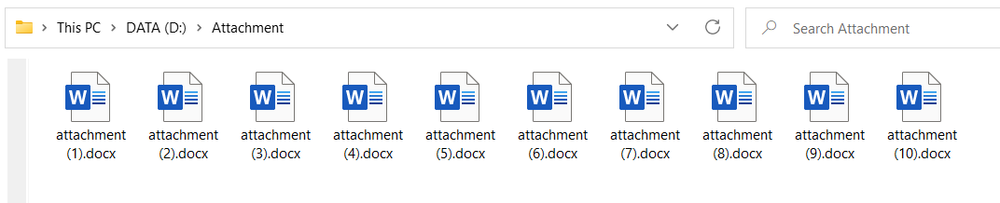 This PC > DATA (D:) > Attachment
Search Attachment
W W W W W W W W W W
attachment attachment attachment attachment attachment attachment attachment attachment attachment attachment
(1).docx (2).docx (3).docx (4).docx (5).docx (6).docx (7).docx (8).docx (9).docx (10).docx